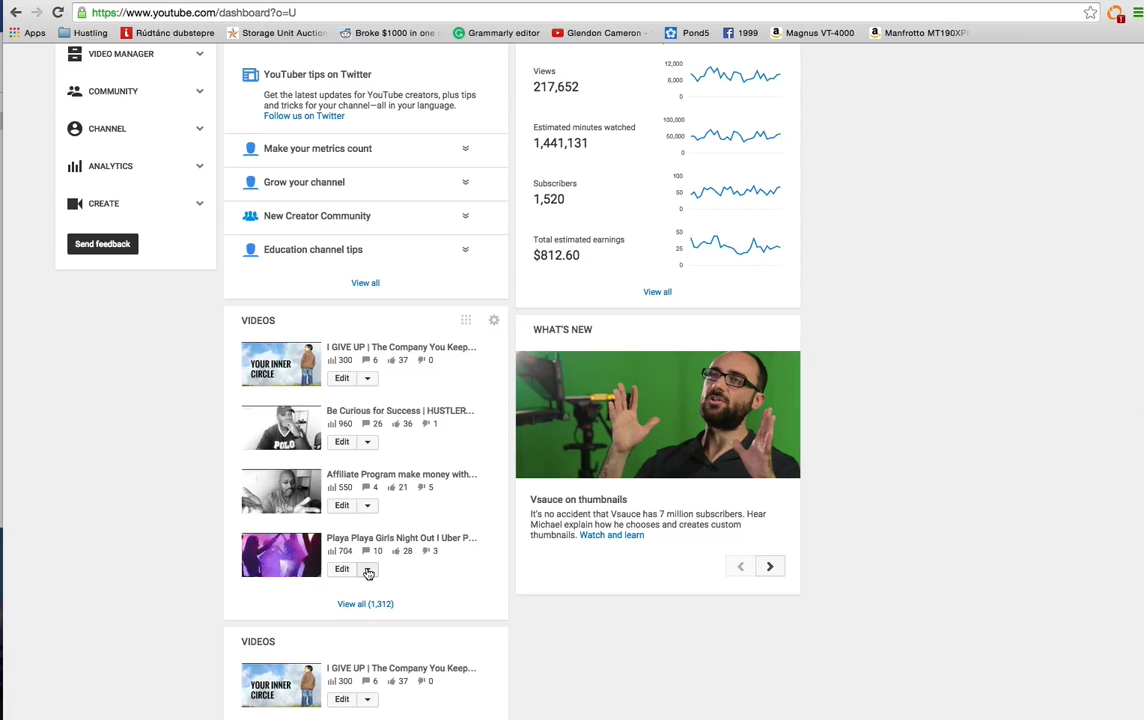 https://www.youtube.com/dashboard?o=U
Apps
Hustling
Rúdtánc dubstepre
Storage Unit Auction
Broke $1000 in one
Grammarly editor
Glendon Cameron -
Pond5
1999
Magnus VT-4000
Manfrotto MT190XPR
VIDEO MANAGER
COMMUNITY
CHANNEL
ANALYTICS
CREATE
Send feedback
YouTuber tips on Twitter
Get the latest updates for YouTube creators, plus tips
and tricks for your channel—all in your language.
Follow us on Twitter
Make your metrics count
Grow your channel
New Creator Community
Education channel tips
View all
VIDEOS
I GIVE UP | The Company You Keep...
300 6 37 0
Edit
YOUR INNER
CIRCLE
Be Curious for Success | HUSTLER...
960 26 36 1
Edit
POLO
Affiliate Program make money with...
550 4 21 5
Edit
Playa Playa Girls Night Out I Uber P...
704 10 28 3
Edit
View all (1,312)
VIDEOS
I GIVE UP | The Company You Keep...
300 6 37 0
Edit
YOUR INNER
CIRCLE
Views
217,652
12,000
6,000
0
Estimated minutes watched
1,441,131
100,000
50,000
0
Subscribers
1,520
100
50
0
Total estimated earnings
$812.60
50
25
0
View all
WHAT'S NEW
Vsauce on thumbnails
It's no accident that Vsauce has 7 million subscribers. Hear
Michael explain how he chooses and creates custom
thumbnails. Watch and learn